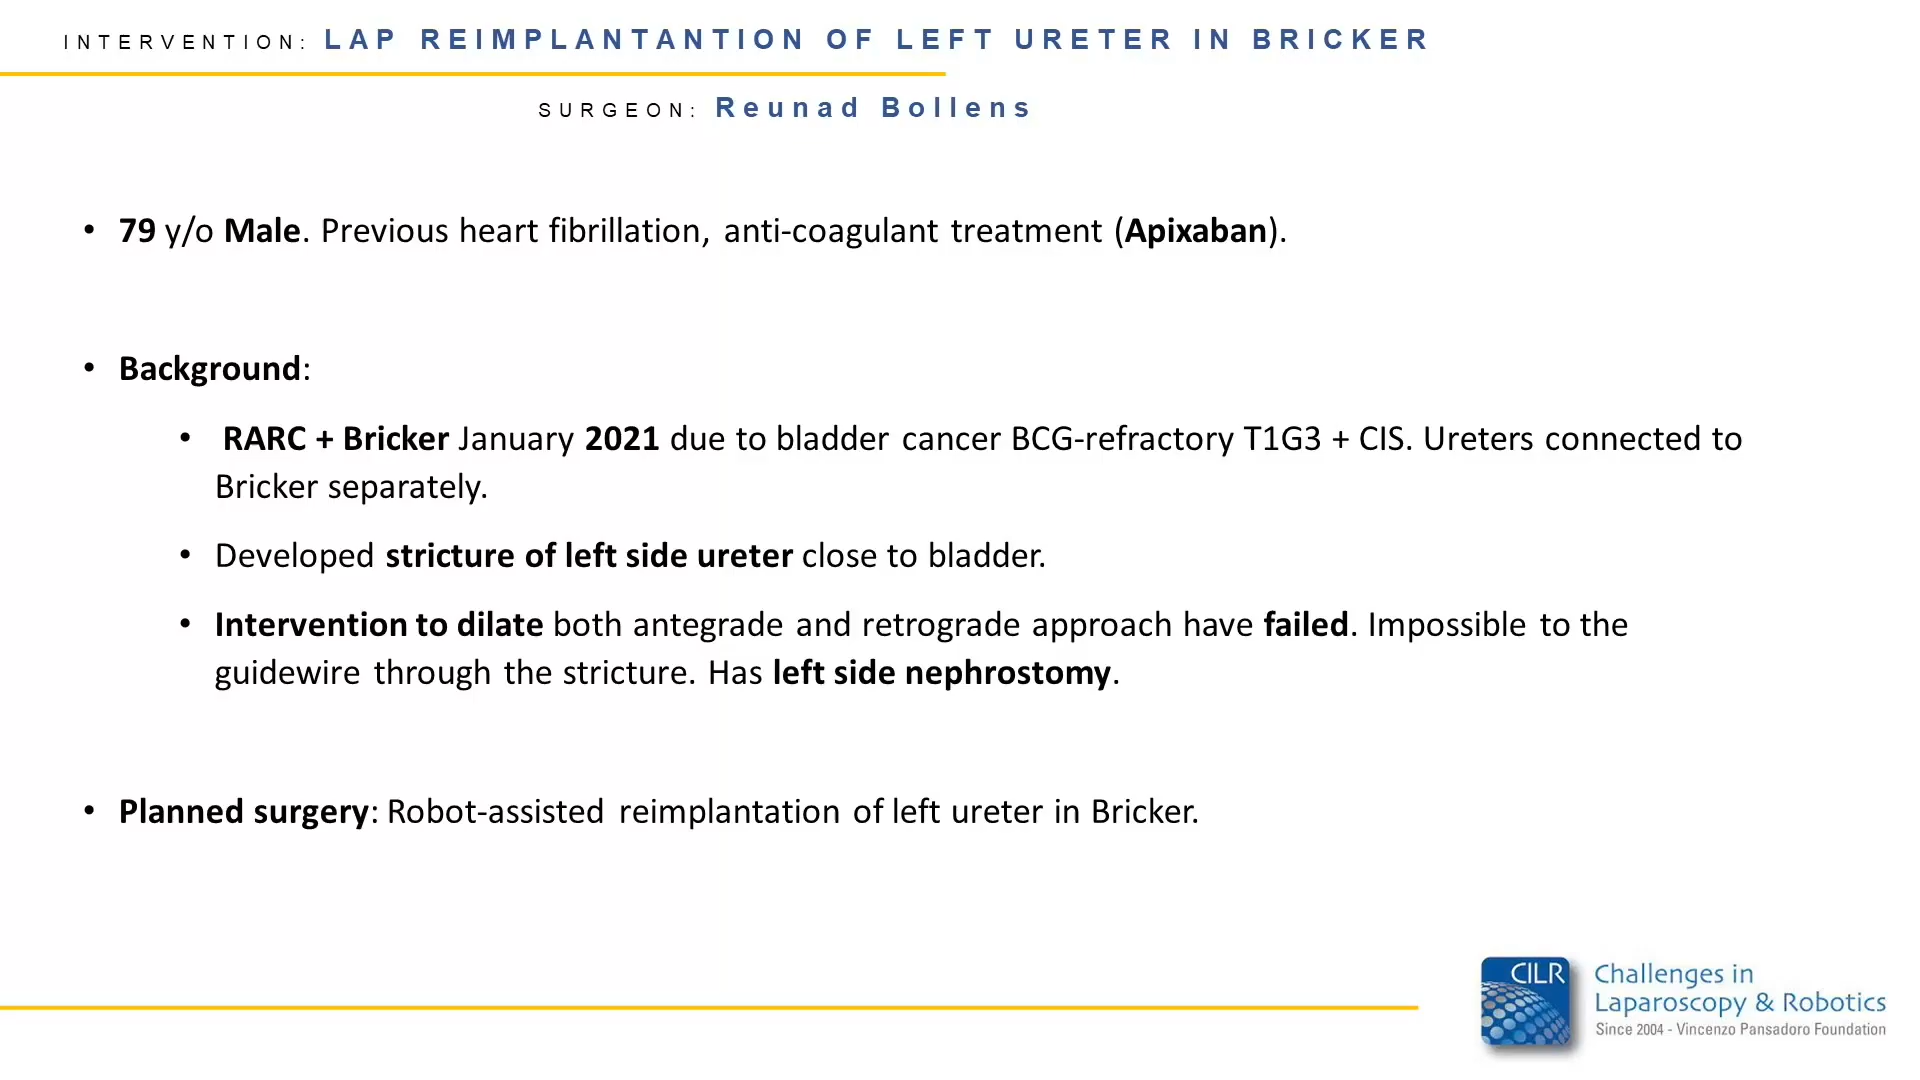 INTERVENTION: LAP REIMPLANTANTION OF LEFT URETER IN BRICKER
SURGEON: Reunad Bollens
• 79 y/o Male. Previous heart fibrillation, anti-coagulant treatment (Apixaban).
• Background:
• RARC + Bricker January 2021 due to bladder cancer BCG-refractory T1G3 + CIS. Ureters connected to
Bricker separately.
• Developed stricture of left side ureter close to bladder.
• Intervention to dilate both antegrade and retrograde approach have failed. Impossible to the
guidewire through the stricture. Has left side nephrostomy.
• Planned surgery: Robot-assisted reimplantation of left ureter in Bricker.
CILR
Challenges in
Laparoscopy & Robotics
Since 2004 - Vincenzo Pansadoro Foundation